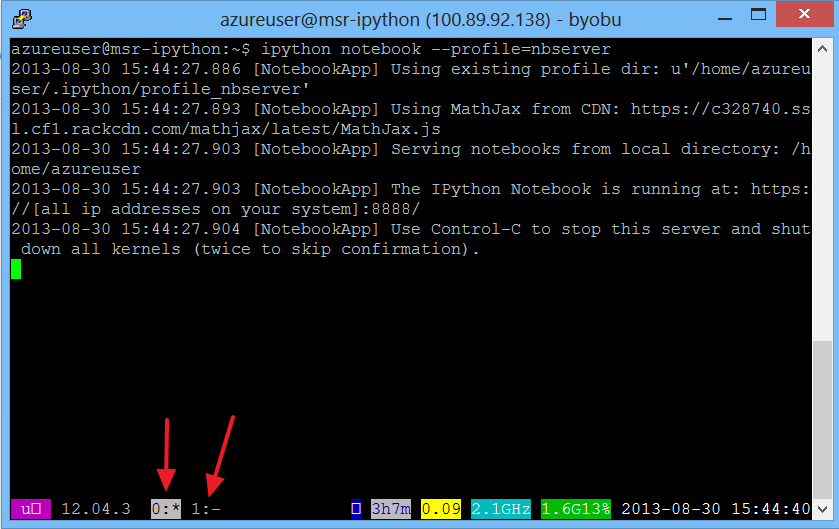 azureuser@msr-ipython (100.89.92.138) - byobu
azureuser@msr-ipython:~$ ipython notebook --profile=nbserver
2013-08-30 15:44:27.886 [NotebookApp] Using existing profile dir: u'/home/azureu
ser/.ipython/profile_nbserver'
2013-08-30 15:44:27.893 [NotebookApp] Using MathJax from CDN: https://c328740.ss
l.cf1.rackcdn.com/mathjax/latest/MathJax.js
2013-08-30 15:44:27.903 [NotebookApp] Serving notebooks from local directory: /h
ome/azureuser
2013-08-30 15:44:27.903 [NotebookApp] The IPython Notebook is running at: https:
//[all ip addresses on your system]:8888/
2013-08-30 15:44:27.904 [NotebookApp] Use Control-C to stop this server and shut
 down all kernels (twice to skip confirmation).
u▯ 12.04.3 0:* 1:- ▯ 3h7m 0.09 2.1GHz 1.6G13% 2013-08-30 15:44:40